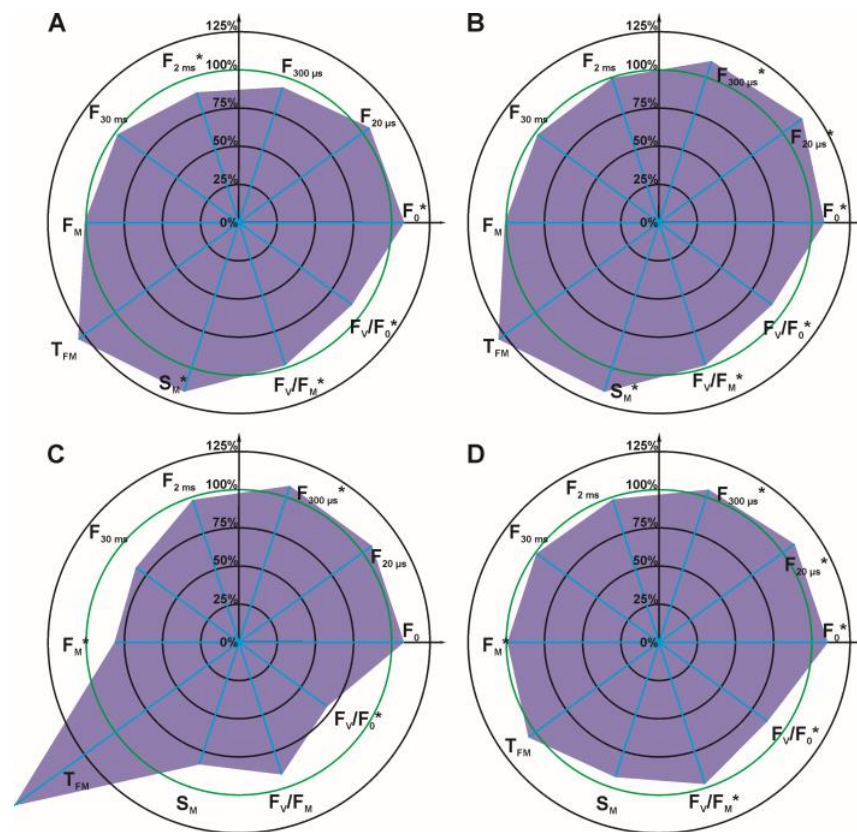 A
125%
F2 ms*
100%
F300 µs
F30 ms
75%
F20 µs
50%
25%
FM
0%
F0*
TFM
SM*
FV/FM*
FV/F0*
B
125%
F2 ms
100%
F300 µs*
F30 ms
75%
F20 µs*
50%
25%
FM
0%
F0*
TFM
SM*
FV/FM*
FV/F0*
C
125%
F2 ms
100%
F300 µs*
F30 ms
75%
F20 µs
50%
25%
FM*
0%
F0
TFM
SM
FV/FM
FV/F0*
D
125%
F2 ms
100%
F300 µs*
F30 ms
75%
F20 µs*
50%
25%
FM*
0%
F0*
TFM
SM
FV/FM*
FV/F0*